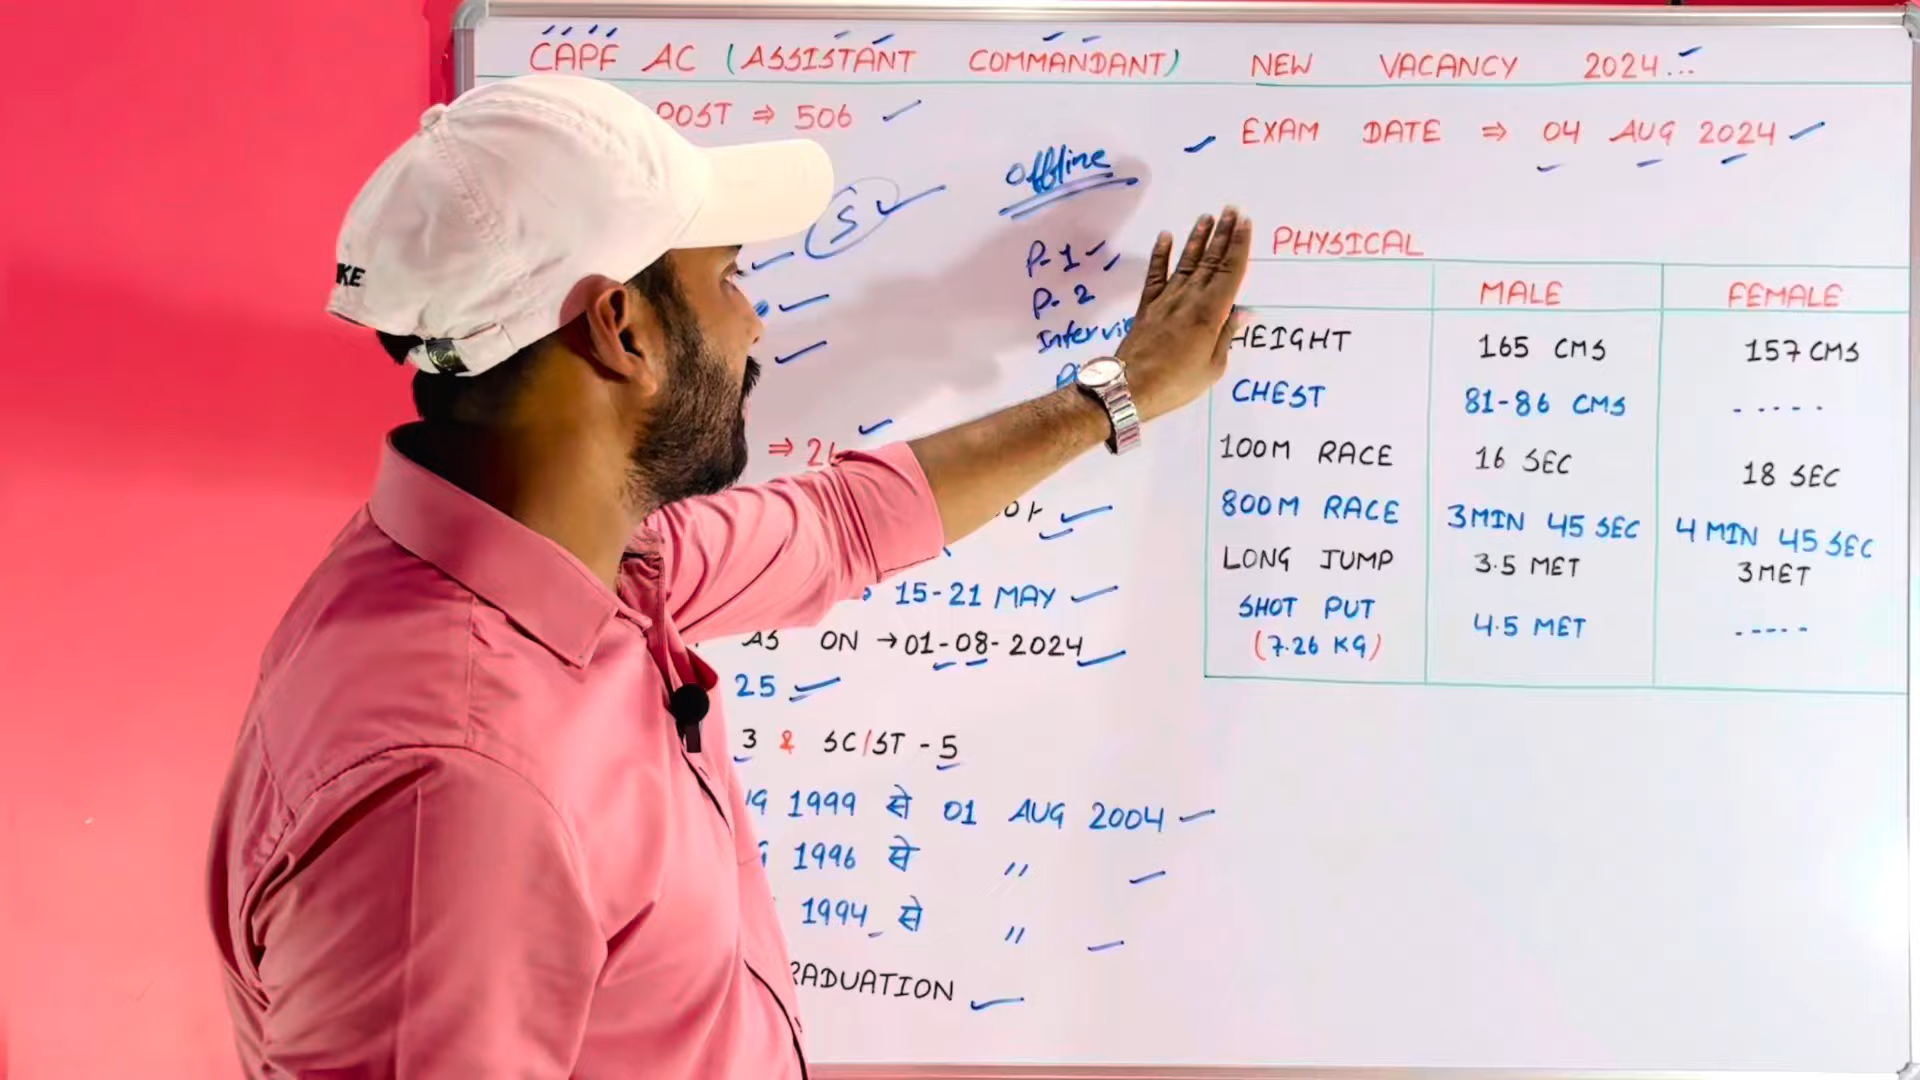 CAPF AC (ASSISTANT COMMANDANT) NEW VACANCY 2024...
POST ⇒ 506
EXAM DATE ⇒ 04 AUG 2024
Offline
S
P-1
P-2
⇒
15-21 MAY
AS ON → 01-08-2024
25
3 & SC/ST - 5
1999 से 01 AUG 2004
1996 से "
1994 से "
PHYSICAL
MALE FEMALE
HEIGHT 165 CMS 157 CMS
CHEST 81-86 CMS -----
100M RACE 16 SEC 18 SEC
800M RACE 3MIN 45 SEC 4 MIN 45 SEC
LONG JUMP 3.5 MET 3MET
SHOT PUT 4.5 MET -----
(7.26 KG)